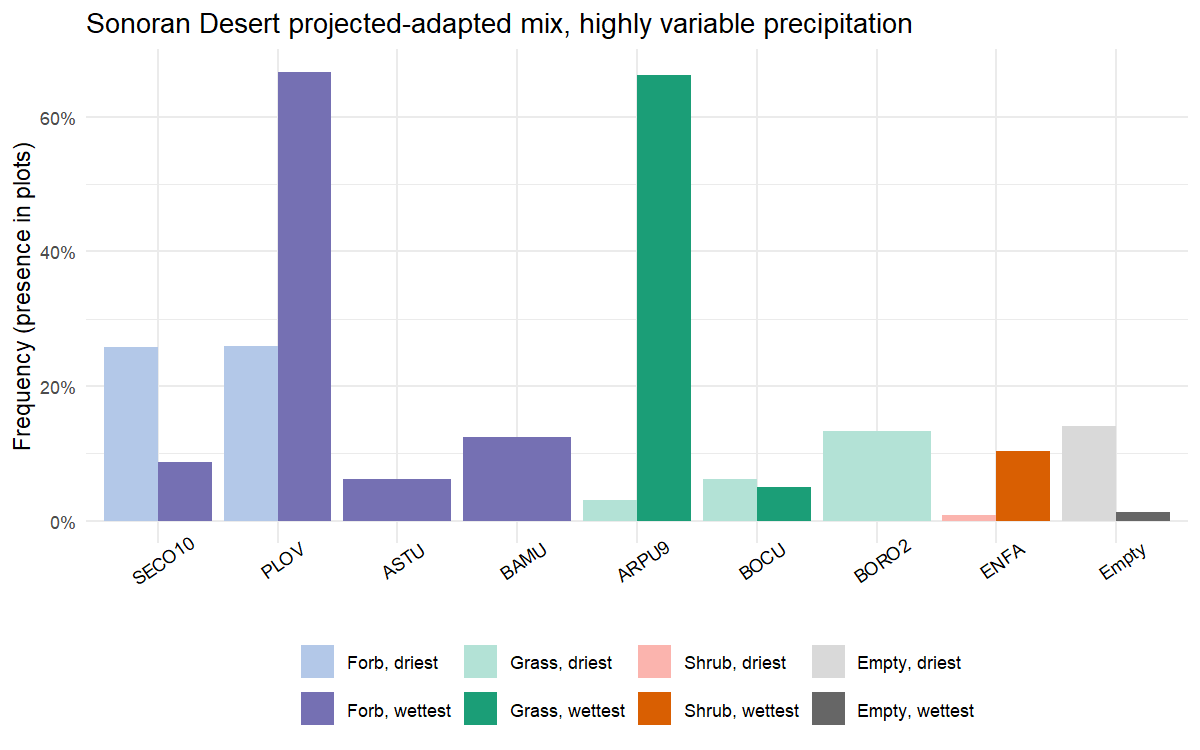 Sonoran Desert projected-adapted mix, highly variable precipitation
Frequency (presence in plots)
60%
40%
20%
0%
SECO10 PLOV ASTU BAMU ARPU9 BOCU BORO2 ENFA Empty
Forb, driest Grass, driest Shrub, driest Empty, driest
Forb, wettest Grass, wettest Shrub, wettest Empty, wettest